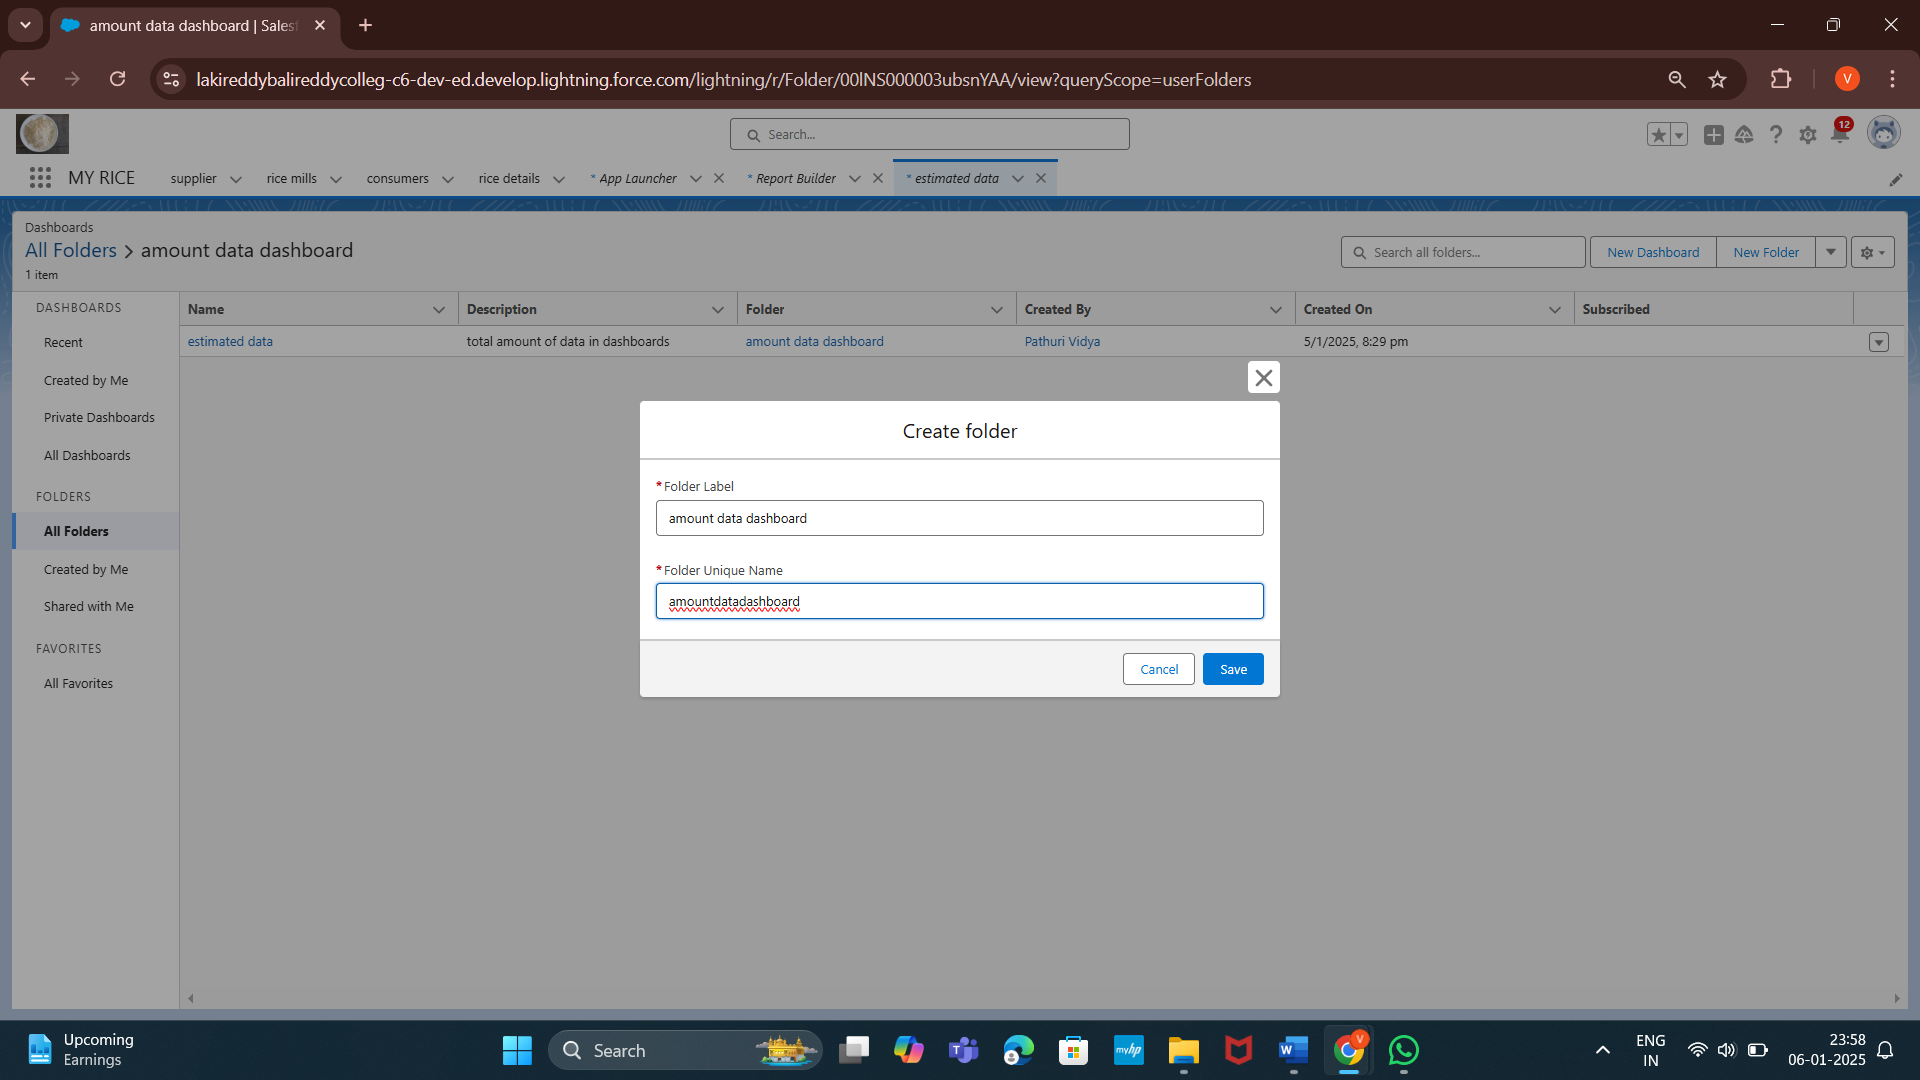 amount data dashboard | Sales
lakireddybalireddycolleg-c6-dev-ed.develop.lightning.force.com/lightning/r/Folder/00lNS000003ubsnYAA/view?queryScope=userFolders
V
Search...
12
MY RICE
supplier
rice mills
consumers
rice details
* App Launcher
* Report Builder
* estimated data
Dashboards
All Folders > amount data dashboard
1 item
Search all folders...
New Dashboard
New Folder
DASHBOARDS
Recent
Created by Me
Private Dashboards
All Dashboards
FOLDERS
All Folders
Created by Me
Shared with Me
FAVORITES
All Favorites
Name Description Folder Created By Created On Subscribed
estimated data total amount of data in dashboards amount data dashboard Pathuri Vidya 5/1/2025, 8:29 pm
Create folder
* Folder Label
amount data dashboard
* Folder Unique Name
amountdatadashboard
Cancel
Save
Upcoming
Earnings
Search
myhp
W
V
ENG
IN
23:58
06-01-2025